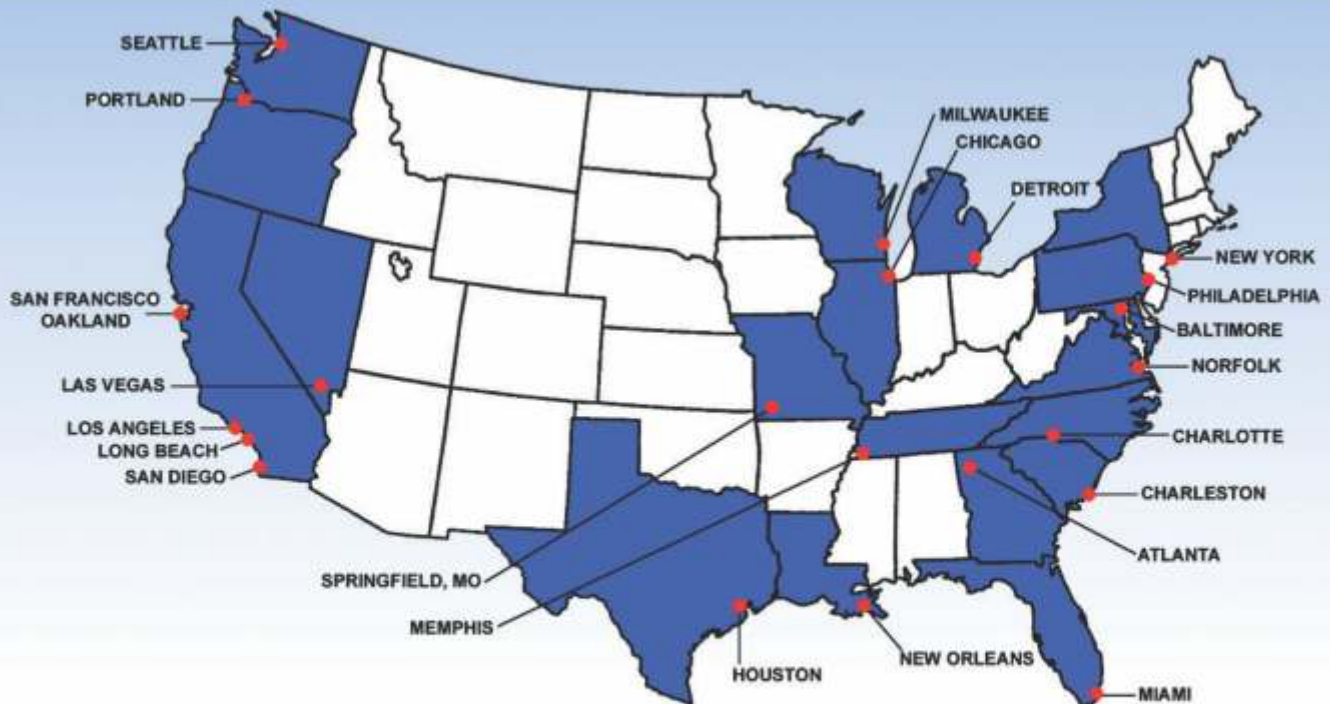 SEATTLE
PORTLAND
MILWAUKEE
CHICAGO
DETROIT
NEW YORK
SAN FRANCISCO
OAKLAND
PHILADELPHIA
BALTIMORE
NORFOLK
LAS VEGAS
LOS ANGELES
LONG BEACH
SAN DIEGO
CHARLOTTE
CHARLESTON
ATLANTA
SPRINGFIELD, MO
MEMPHIS
NEW ORLEANS
HOUSTON
MIAMI